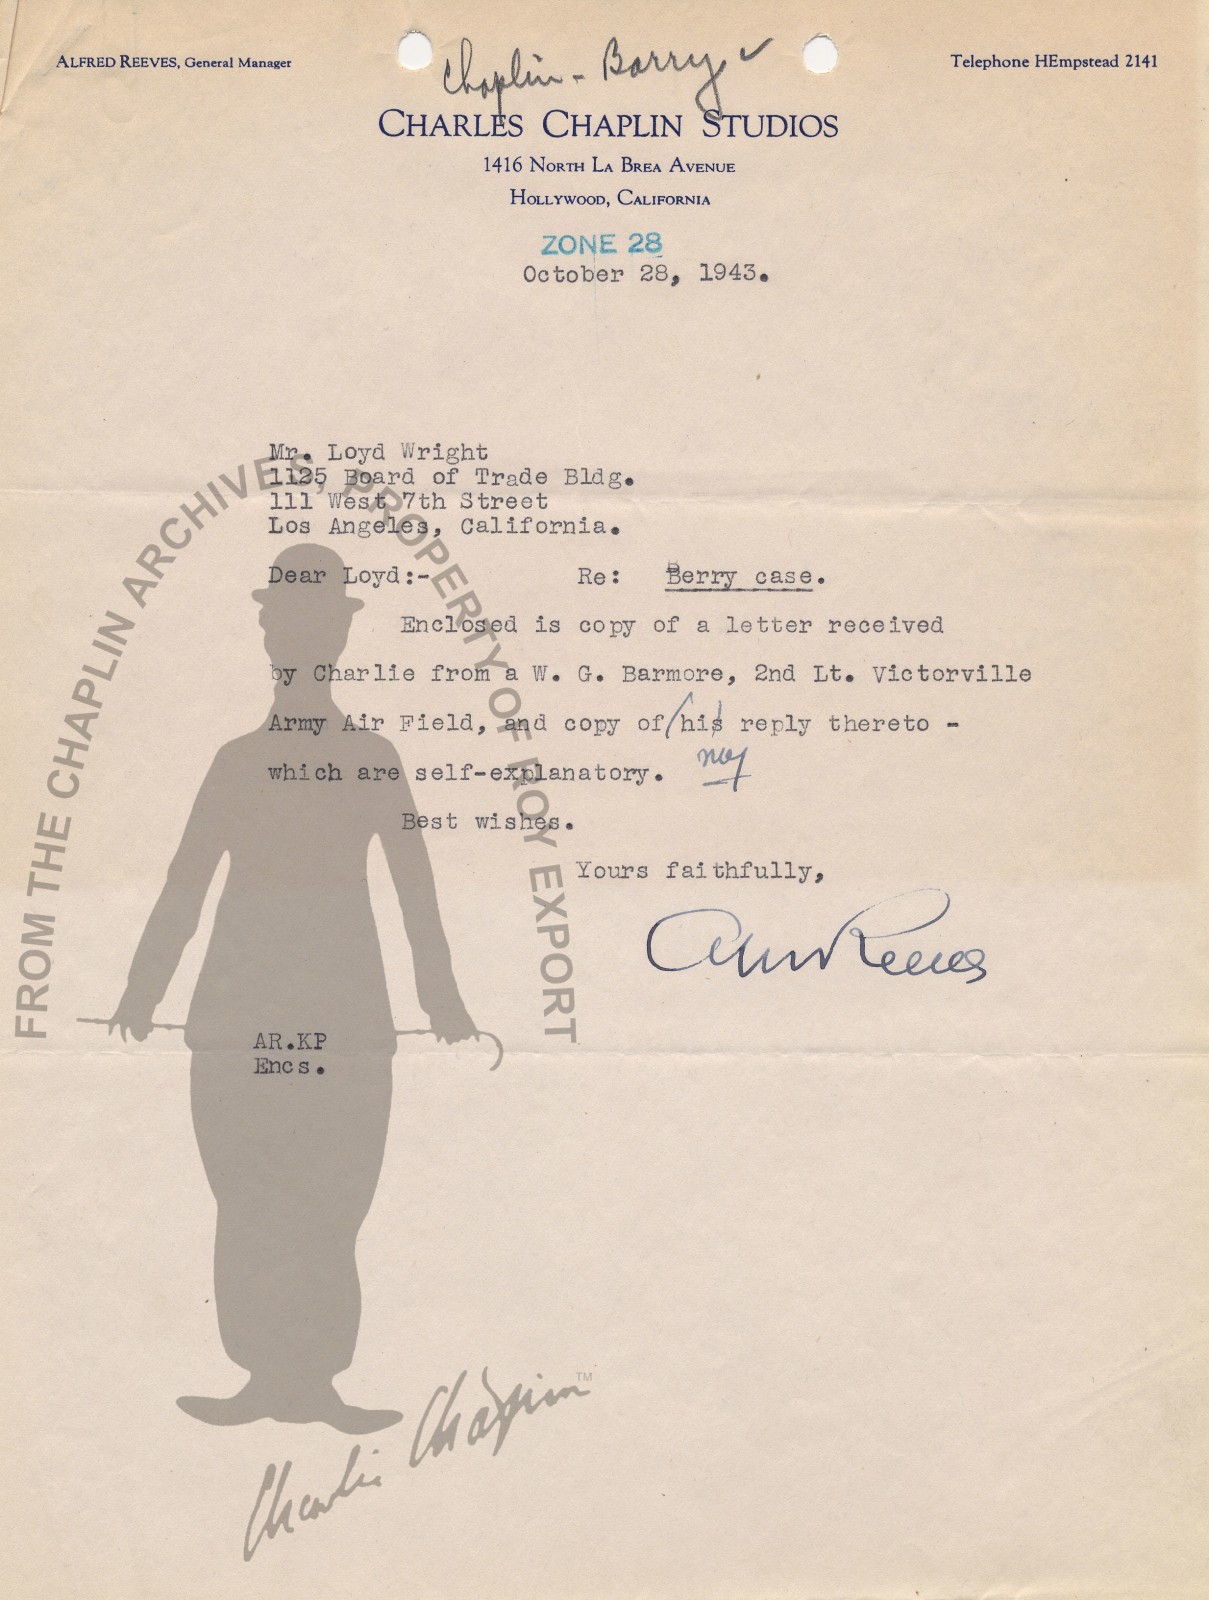 Chaplin - Barry ✓
ALFRED REEVES, General Manager
Telephone HEmpstead 2141
CHARLES CHAPLIN STUDIOS
1416 NORTH LA BREA AVENUE
HOLLYWOOD, CALIFORNIA
ZONE 28
October 28, 1943.
Mr. Loyd Wright
1125 Board of Trade Bldg.
111 West 7th Street
Los Angeles, California.
Dear Loyd:- Re: Berry case.
Enclosed is copy of a letter received
by Charlie from a W. G. Barmore, 2nd Lt. Victorville
Army Air Field, and copy of his reply thereto -
my
which are self-explanatory.
Best wishes.
Yours faithfully,
Alf Reeves
AR.KP
Encs.
FROM THE CHAPLIN ARCHIVES, PROPERTY OF ROY EXPORT
Charlie Chaplin TM